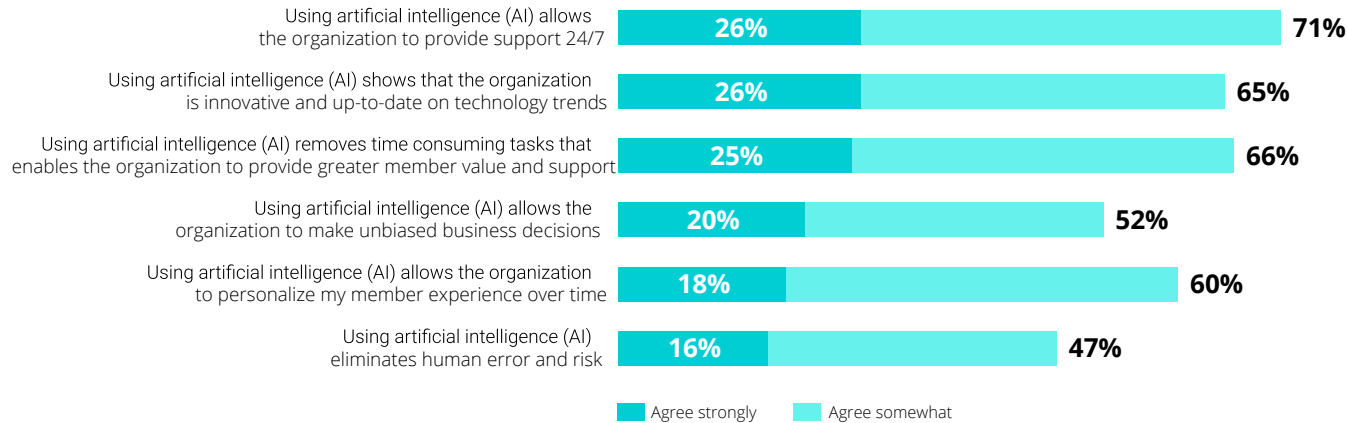 Using artificial intelligence (AI) allows
the organization to provide support 24/7
26%
71%
Using artificial intelligence (AI) shows that the organization
is innovative and up-to-date on technology trends
26%
65%
Using artificial intelligence (AI) removes time consuming tasks that
enables the organization to provide greater member value and support
25%
66%
Using artificial intelligence (AI) allows the
organization to make unbiased business decisions
20%
52%
Using artificial intelligence (AI) allows the organization
to personalize my member experience over time
18%
60%
Using artificial intelligence (AI)
eliminates human error and risk
16%
47%
Agree strongly
Agree somewhat